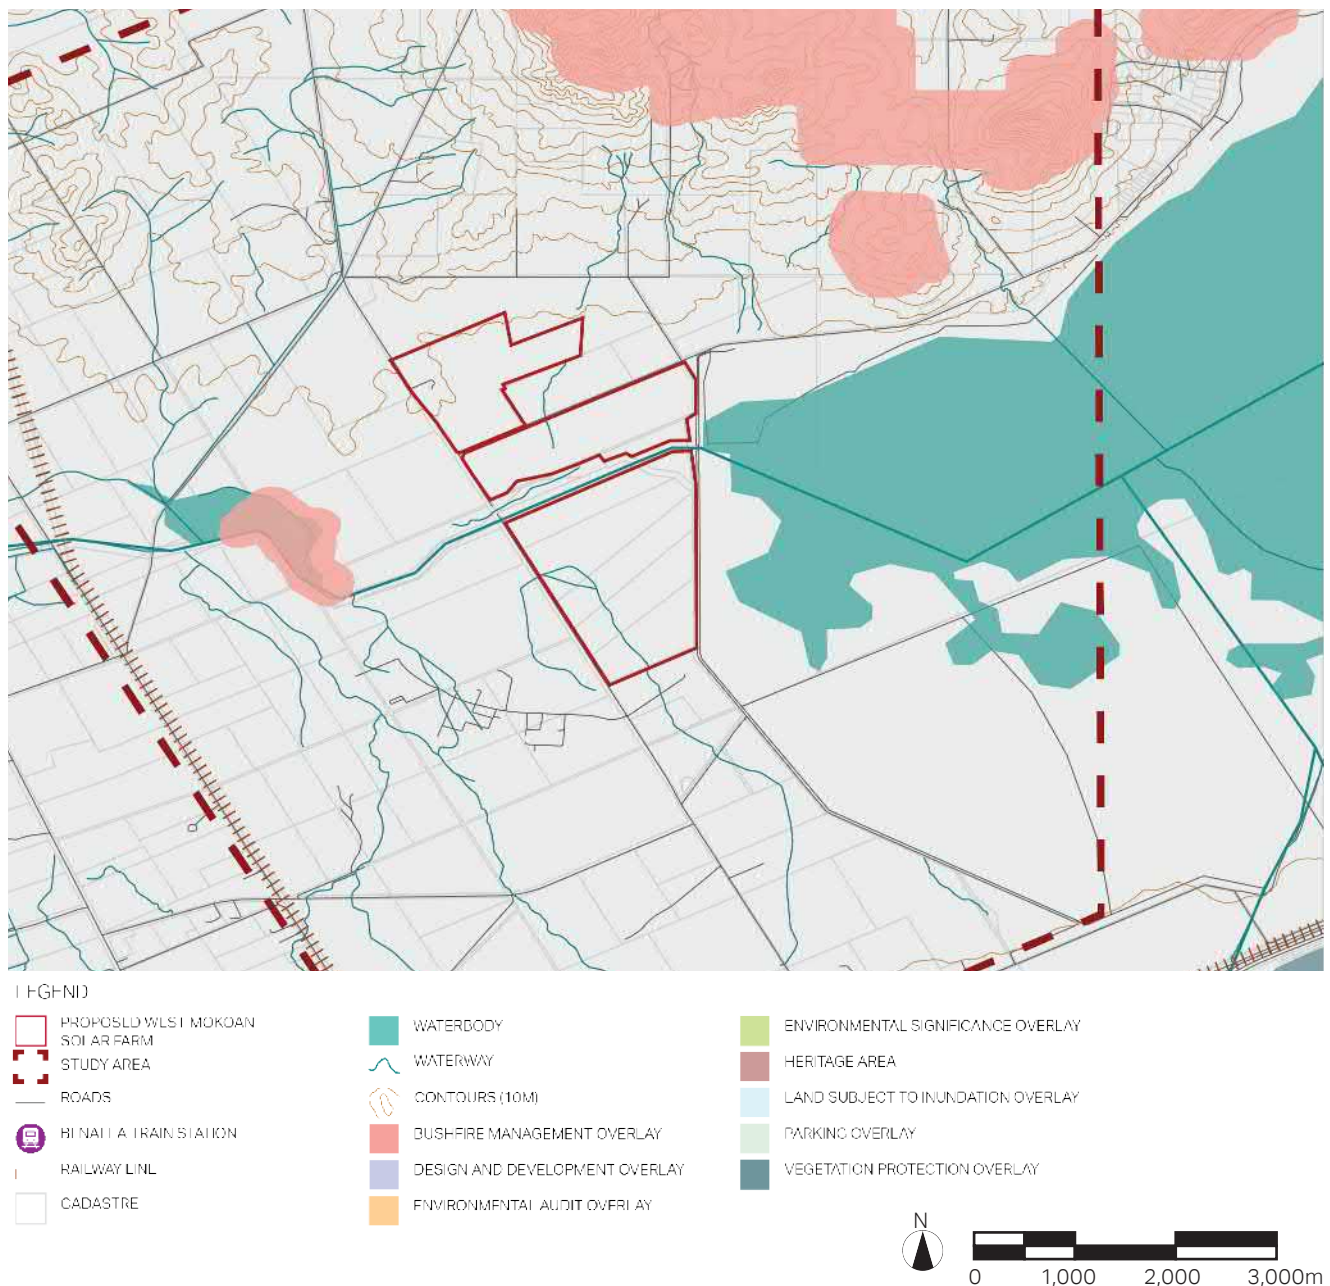 LEGEND
PROPOSED WEST MOKOAN
SOLAR FARM
STUDY AREA
ROADS
BENALLA TRAIN STATION
RAILWAY LINE
CADASTRE
WATERBODY
WATERWAY
CONTOURS (10M)
BUSHFIRE MANAGEMENT OVERLAY
DESIGN AND DEVELOPMENT OVERLAY
ENVIRONMENTAL AUDIT OVERLAY
ENVIRONMENTAL SIGNIFICANCE OVERLAY
HERITAGE AREA
LAND SUBJECT TO INUNDATION OVERLAY
PARKING OVERLAY
VEGETATION PROTECTION OVERLAY
N
0 1,000 2,000 3,000m